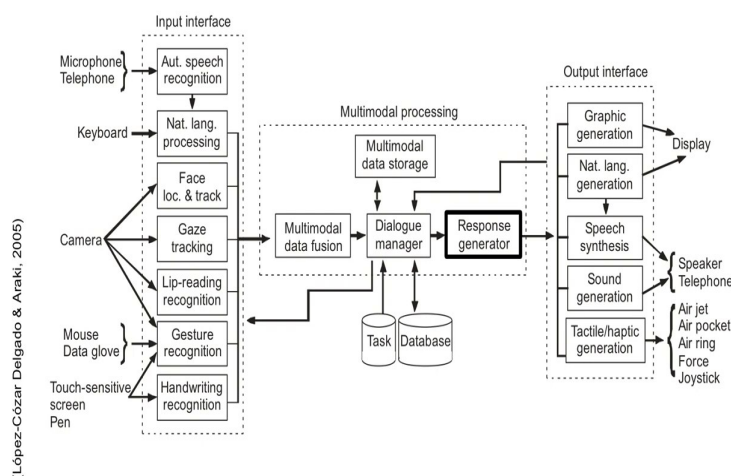 Input interface
Microphone
Telephone
Aut. speech
recognition
Keyboard
Nat. lang.
processing
Face
loc. & track
Camera
Gaze
tracking
Lip-reading
recognition
Mouse
Data glove
Gesture
recognition
Touch-sensitive
screen
Pen
Handwriting
recognition
Multimodal processing
Multimodal
data storage
Multimodal
data fusion
Dialogue
manager
Response
generator
Task
Database
Output interface
Graphic
generation
Nat. lang.
generation
Display
Speech
synthesis
Sound
generation
Speaker
Telephone
Tactile/haptic
generation
Air jet
Air pocket
Air ring
Force
Joystick
(López-Cózar Delgado & Araki, 2005)